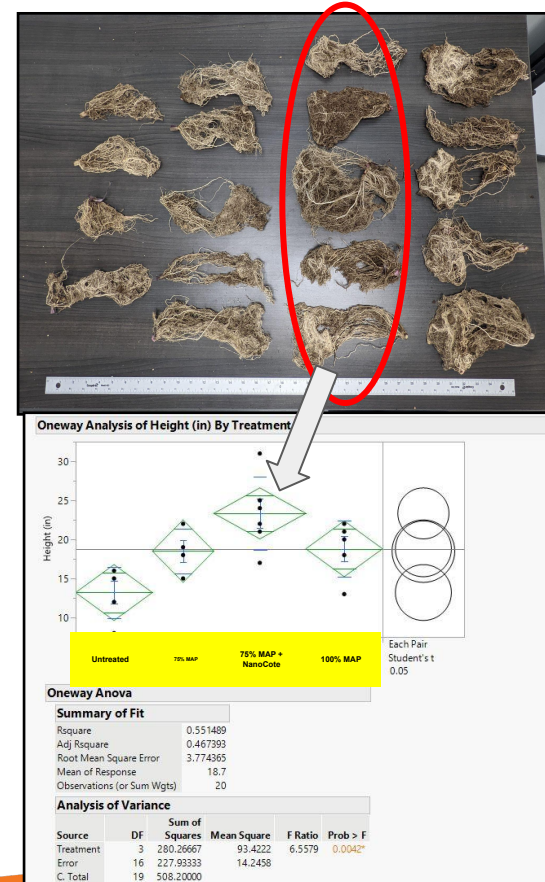 Oneway Analysis of Height (in) By Treatment
30
25
20
15
10
Height (in)
Untreated
75% MAP
75% MAP +
NanoCote
100% MAP
Each Pair
Student's t
0.05
Oneway Anova
Summary of Fit
Rsquare 0.551489
Adj Rsquare 0.467393
Root Mean Square Error 3.774365
Mean of Response 18.7
Observations (or Sum Wgts) 20
Analysis of Variance
Sum of
Source DF Squares Mean Square F Ratio Prob > F
Treatment 3 280.26667 93.4222 6.5579 0.0042*
Error 16 227.93333 14.2458
C. Total 19 508.20000